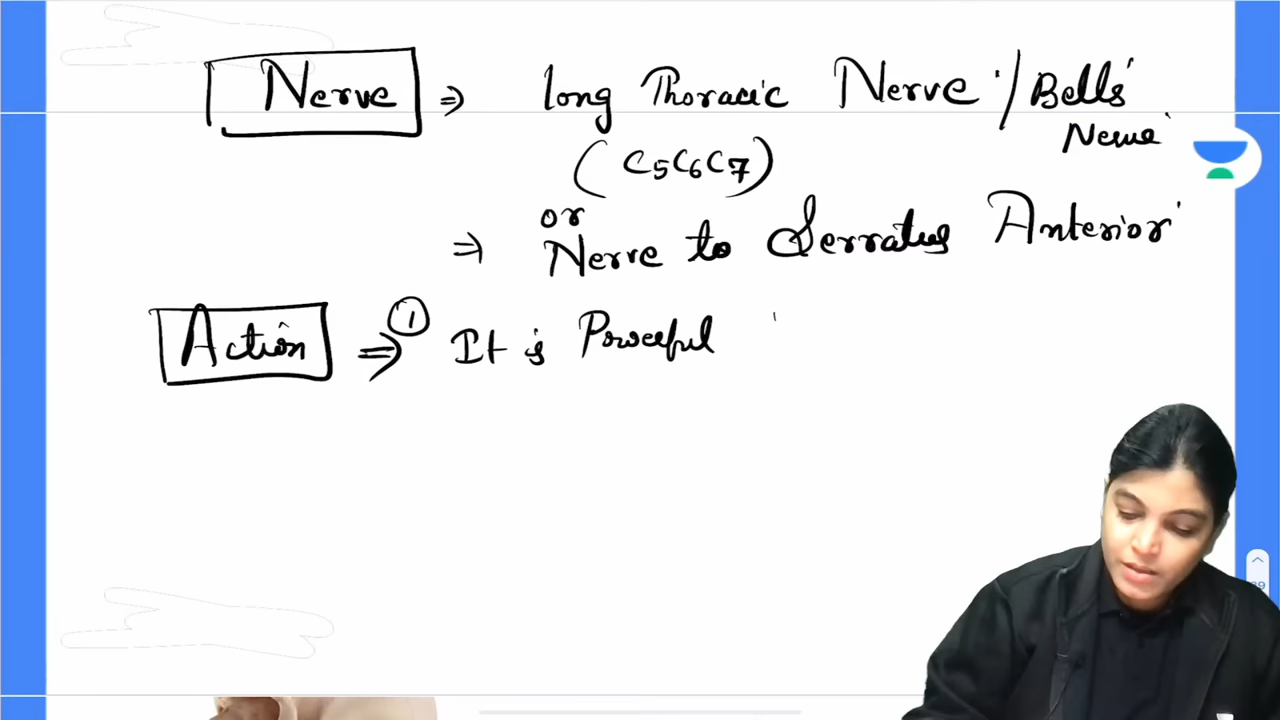 Nerve ⇒ long Thoracic Nerve / Bells'
Nerve
(C5C6C7)
or
⇒ Nerve to Serratus Anterior
Action ⇒ ① It is Powerful